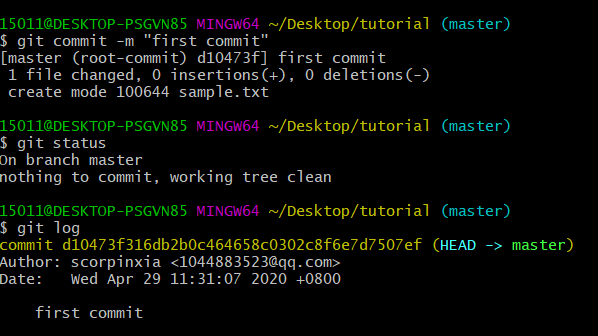 15011@DESKTOP-PSGVN85 MINGW64 ~/Desktop/tutorial (master)
$ git commit -m "first commit"
[master (root-commit) d10473f] first commit
 1 file changed, 0 insertions(+), 0 deletions(-)
 create mode 100644 sample.txt

15011@DESKTOP-PSGVN85 MINGW64 ~/Desktop/tutorial (master)
$ git status
On branch master
nothing to commit, working tree clean

15011@DESKTOP-PSGVN85 MINGW64 ~/Desktop/tutorial (master)
$ git log
commit d10473f316db2b0c464658c0302c8f6e7d7507ef (HEAD -> master)
Author: scorpinxia <1044883523@qq.com>
Date:   Wed Apr 29 11:31:07 2020 +0800

    first commit